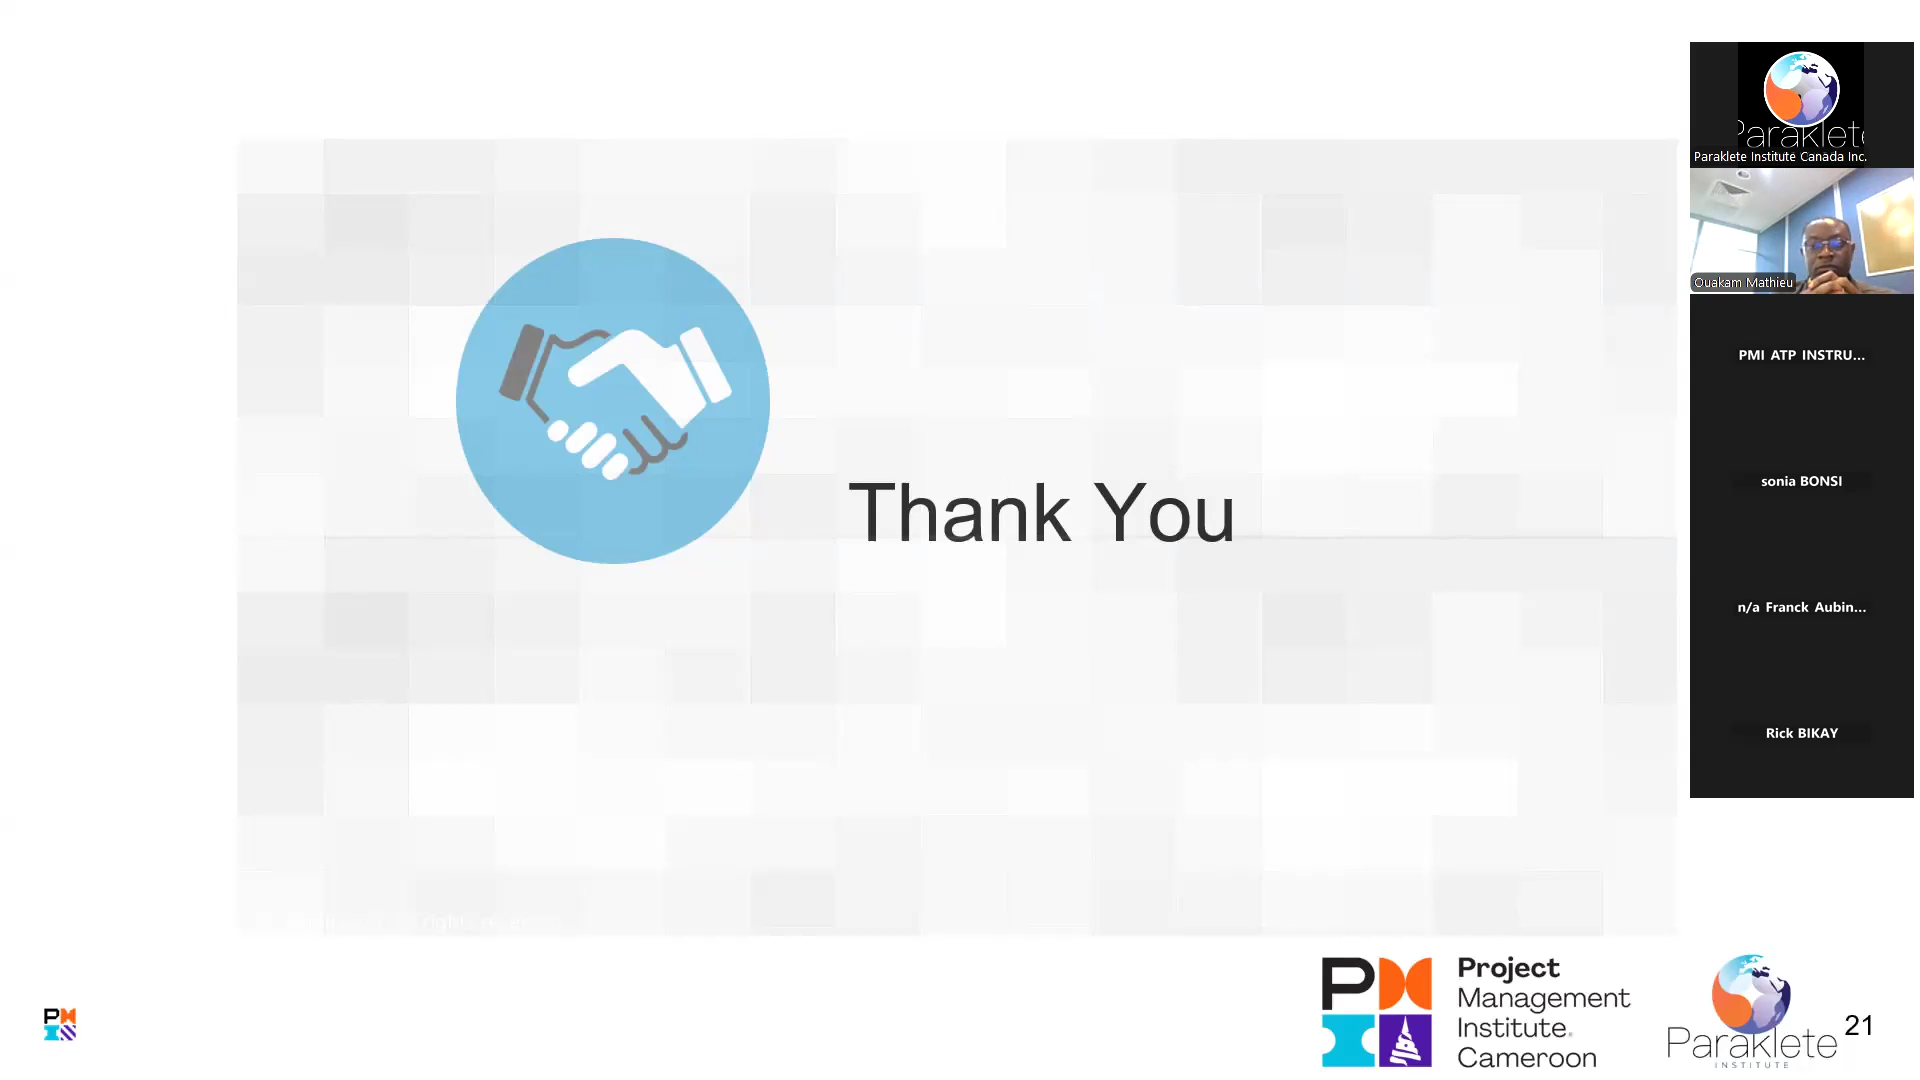 Paraklete
Paraklete Institute Canada Inc.
Ouakam Mathieu
PMI ATP INSTRU...
sonia BONSI
n/a Franck Aubin...
Rick BIKAY
Thank You
Project
Management
Institute.
Cameroon
Paraklete
INSTITUTE
21